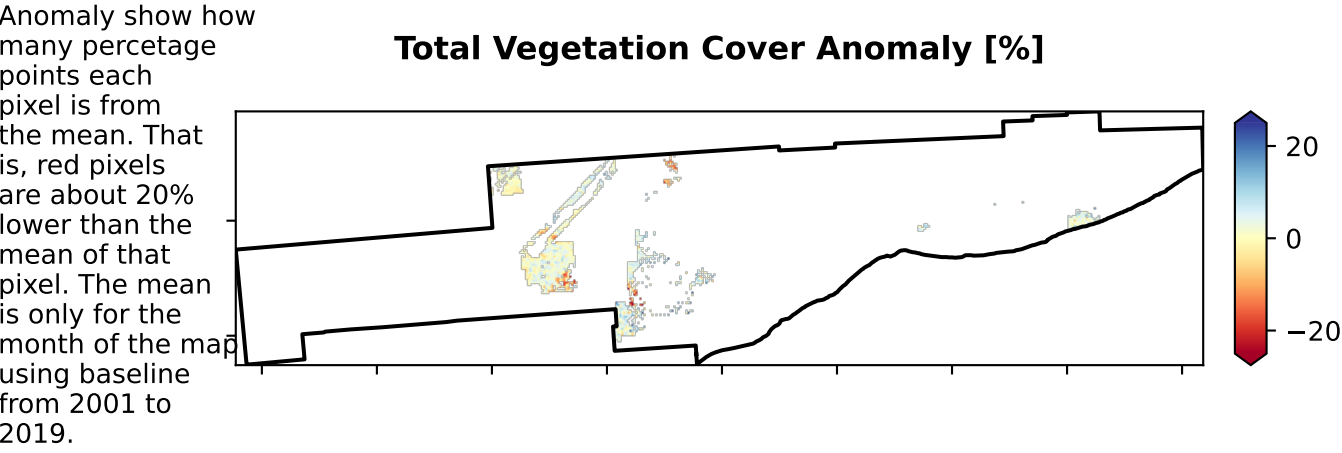 Anomaly show how
many percetage
points each
pixel is from
the mean. That
is, red pixels
are about 20%
lower than the
mean of that
pixel. The mean
is only for the
month of the map
using baseline
from 2001 to
2019.
Total Vegetation Cover Anomaly [%]
20
0
−20